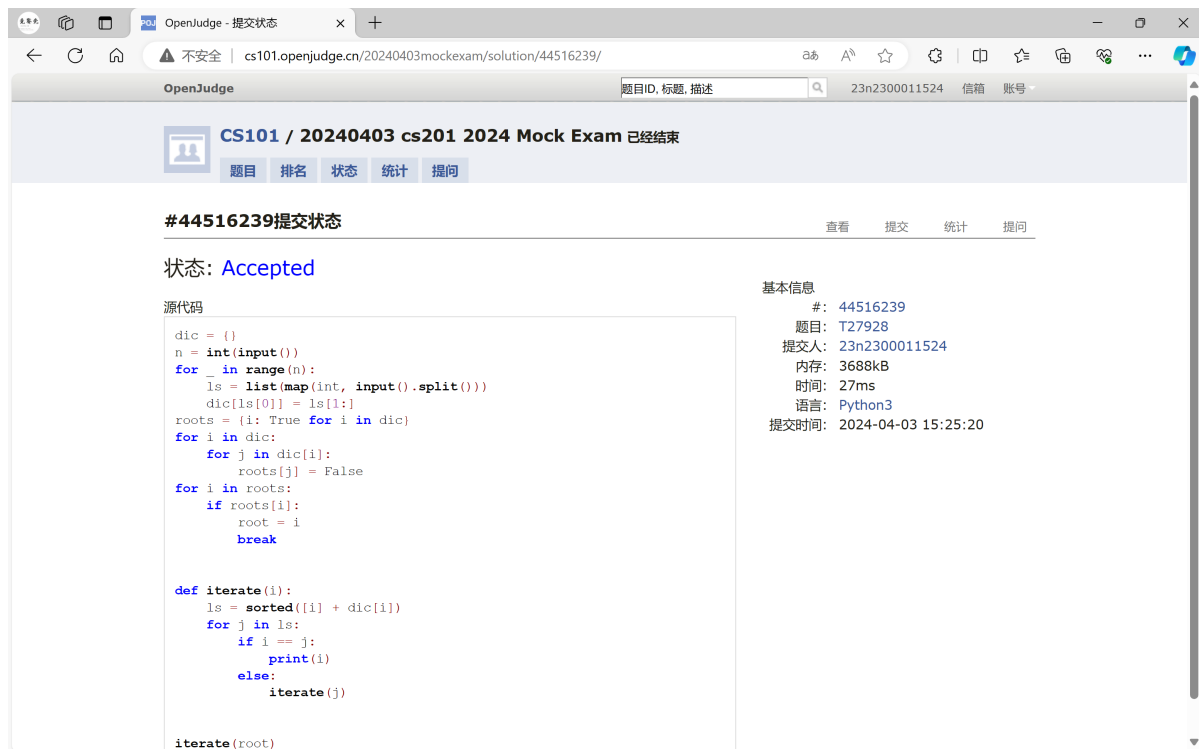 OpenJudge - 提交状态
不安全 cs101.openjudge.cn/20240403mockexam/solution/44516239/
OpenJudge 题目ID, 标题, 描述 23n2300011524 信箱 账号
CS101 / 20240403 cs201 2024 Mock Exam 已经结束
题目 排名 状态 统计 提问
#44516239提交状态
查看 提交 统计 提问
状态: Accepted
源代码
dic = {}
n = int(input())
for _ in range(n):
    ls = list(map(int, input().split()))
    dic[ls[0]] = ls[1:]
roots = {i: True for i in dic}
for i in dic:
    for j in dic[i]:
        roots[j] = False
for i in roots:
    if roots[i]:
        root = i
        break
def iterate(i):
    ls = sorted([i] + dic[i])
    for j in ls:
        if i == j:
            print(i)
        else:
            iterate(j)
iterate(root)
基本信息
#: 44516239
题目: T27928
提交人: 23n2300011524
内存: 3688kB
时间: 27ms
语言: Python3
提交时间: 2024-04-03 15:25:20